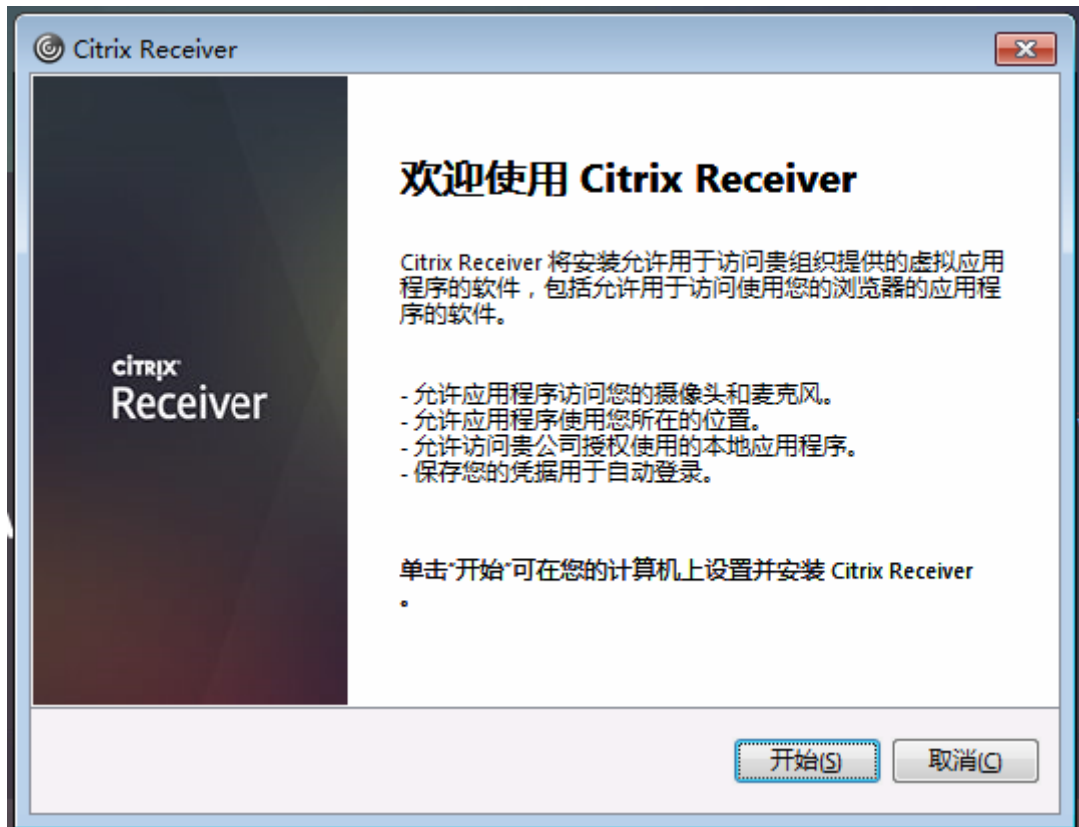 Citrix Receiver
欢迎使用 Citrix Receiver
Citrix Receiver 将安装允许用于访问贵组织提供的虚拟应用
程序的软件，包括允许用于访问使用您的浏览器的应用程
序的软件。
CİTRIX
Receiver
- 允许应用程序访问您的摄像头和麦克风。
- 允许应用程序使用您所在的位置。
- 允许访问贵公司授权使用的本地应用程序。
- 保存您的凭据用于自动登录。
单击"开始"可在您的计算机上设置并安装 Citrix Receiver
。
开始(S)
取消(C)